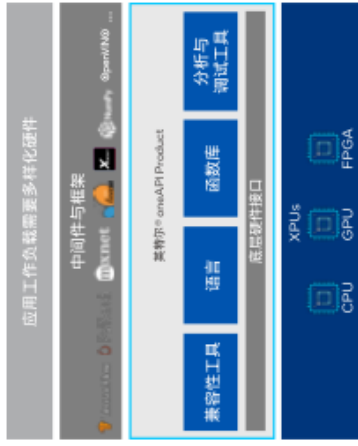 应用工作负载需要多样化硬件
中间件与框架
mxnet
NumPy
OpenVINO
...
英特尔® oneAPI Product
兼容性工具
语言
函数库
分析与
调试工具
底层硬件接口
XPUs
CPU
GPU
FPGA